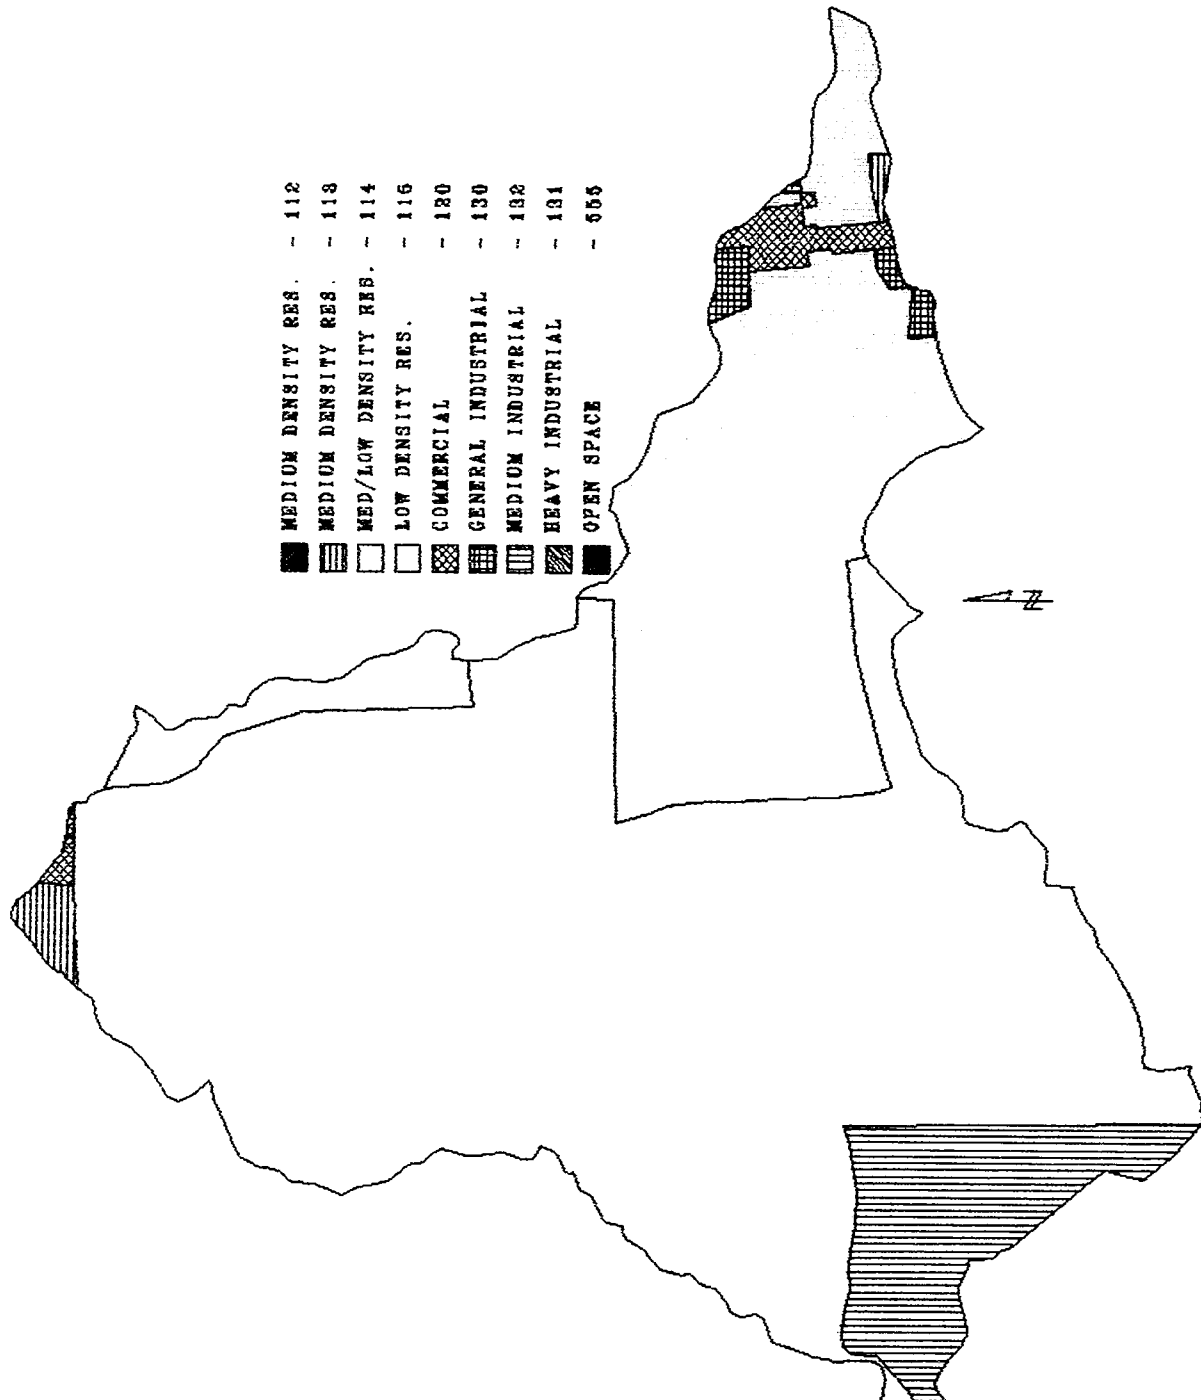 MEDIUM DENSITY RES. ~ 112
MEDIUM DENSITY RES. ~ 113
MED/LOW DENSITY RES. ~ 114
LOW DENSITY RES. ~ 115
COMMERCIAL ~ 120
GENERAL INDUSTRIAL ~ 130
MEDIUM INDUSTRIAL ~ 132
HEAVY INDUSTRIAL ~ 131
OPEN SPACE ~ 555
N